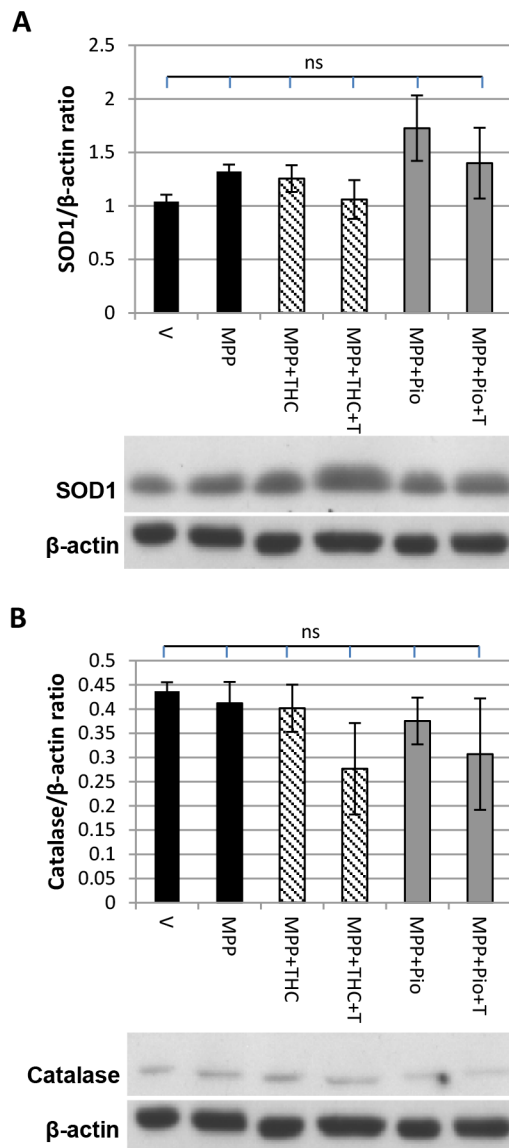 A
ns
SOD1/β-actin ratio
2.5
2
1.5
1
0.5
0
V
MPP
MPP+THC
MPP+THC+T
MPP+Pio
MPP+Pio+T
SOD1
β-actin
B
ns
Catalase/β-actin ratio
0.5
0.45
0.4
0.35
0.3
0.25
0.2
0.15
0.1
0.05
0
V
MPP
MPP+THC
MPP+THC+T
MPP+Pio
MPP+Pio+T
Catalase
β-actin